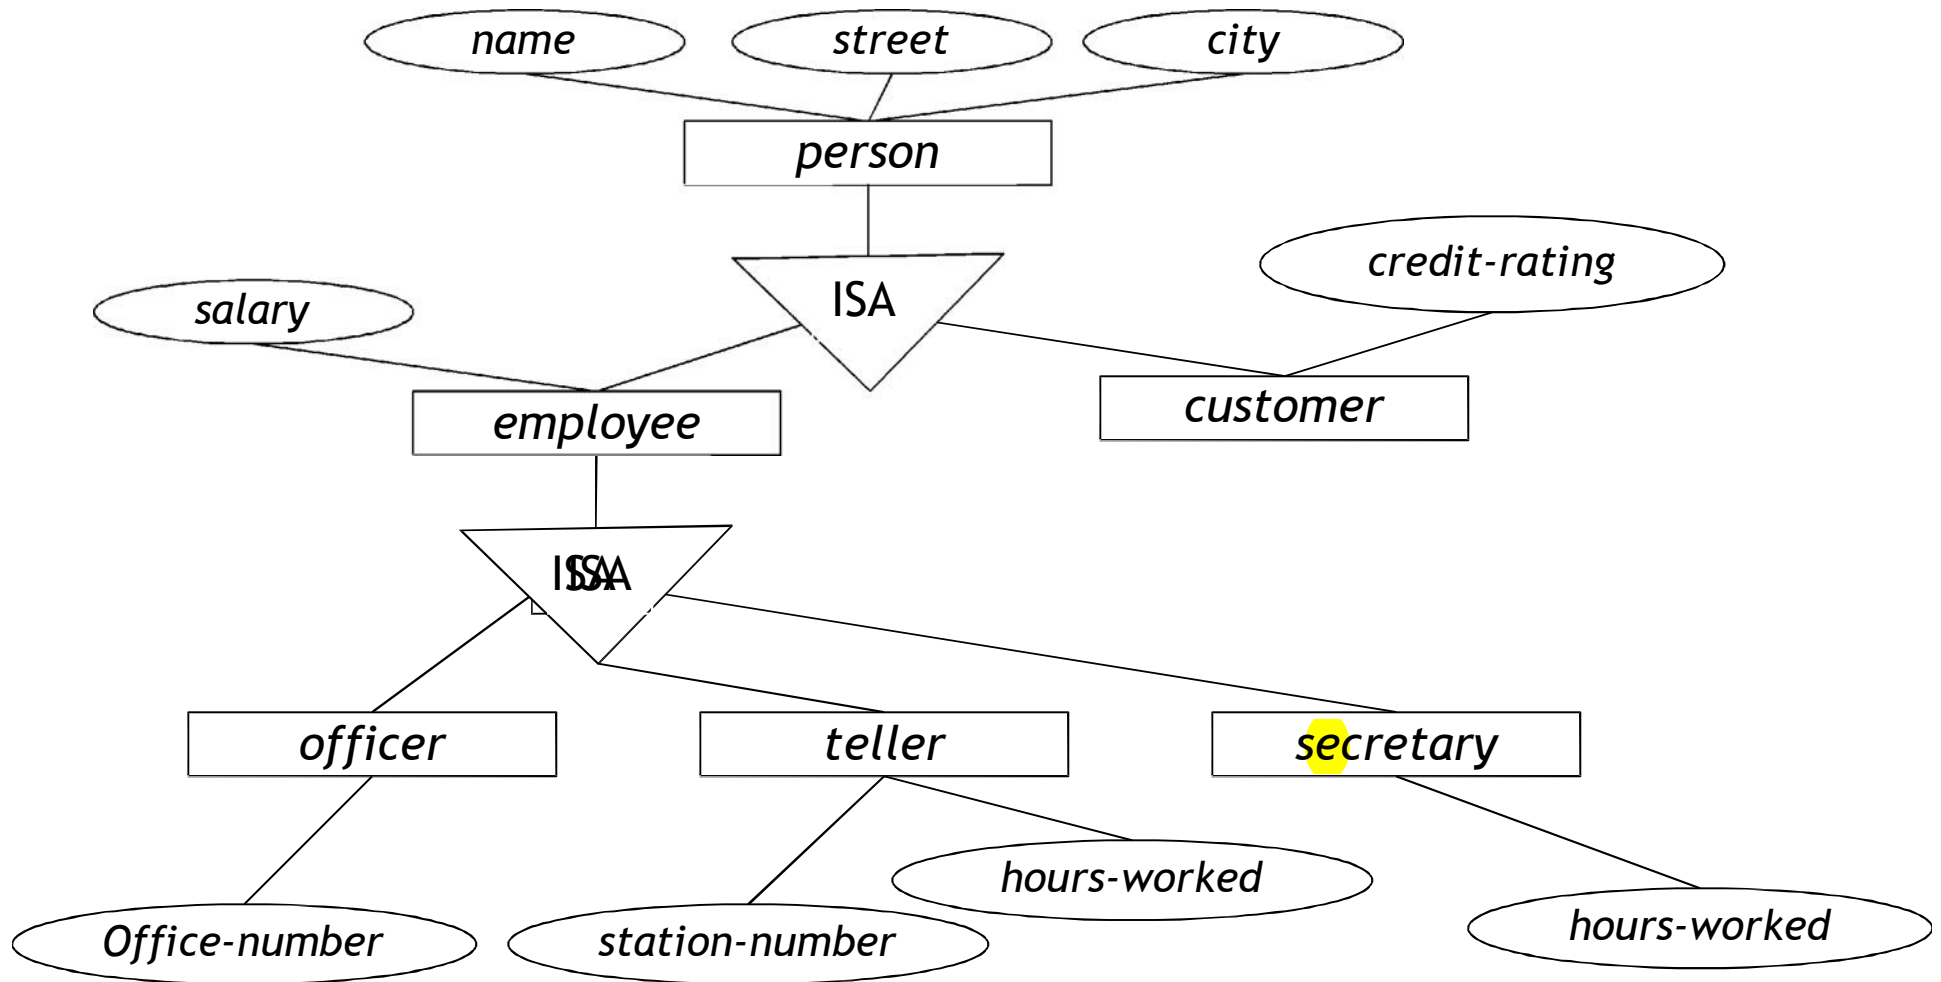 name street city
person
credit-rating
ISA
salary
customer
employee
ISA
officer teller secretary
hours-worked
hours-worked
Office-number station-number